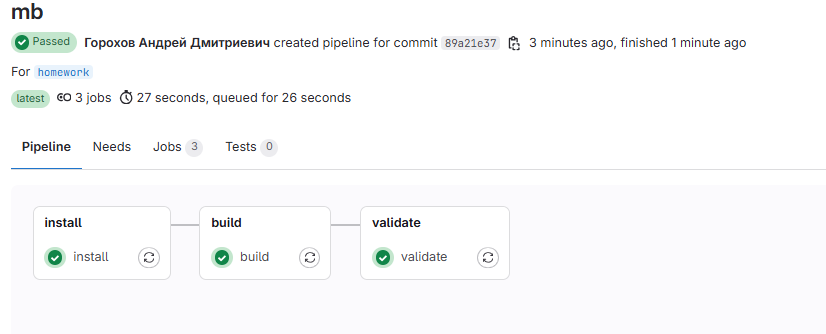 mb
Passed Горохов Андрей Дмитриевич created pipeline for commit 89a21e37 3 minutes ago, finished 1 minute ago
For homework
latest 3 jobs 27 seconds, queued for 26 seconds
Pipeline Needs Jobs 3 Tests 0
install build validate
install build validate